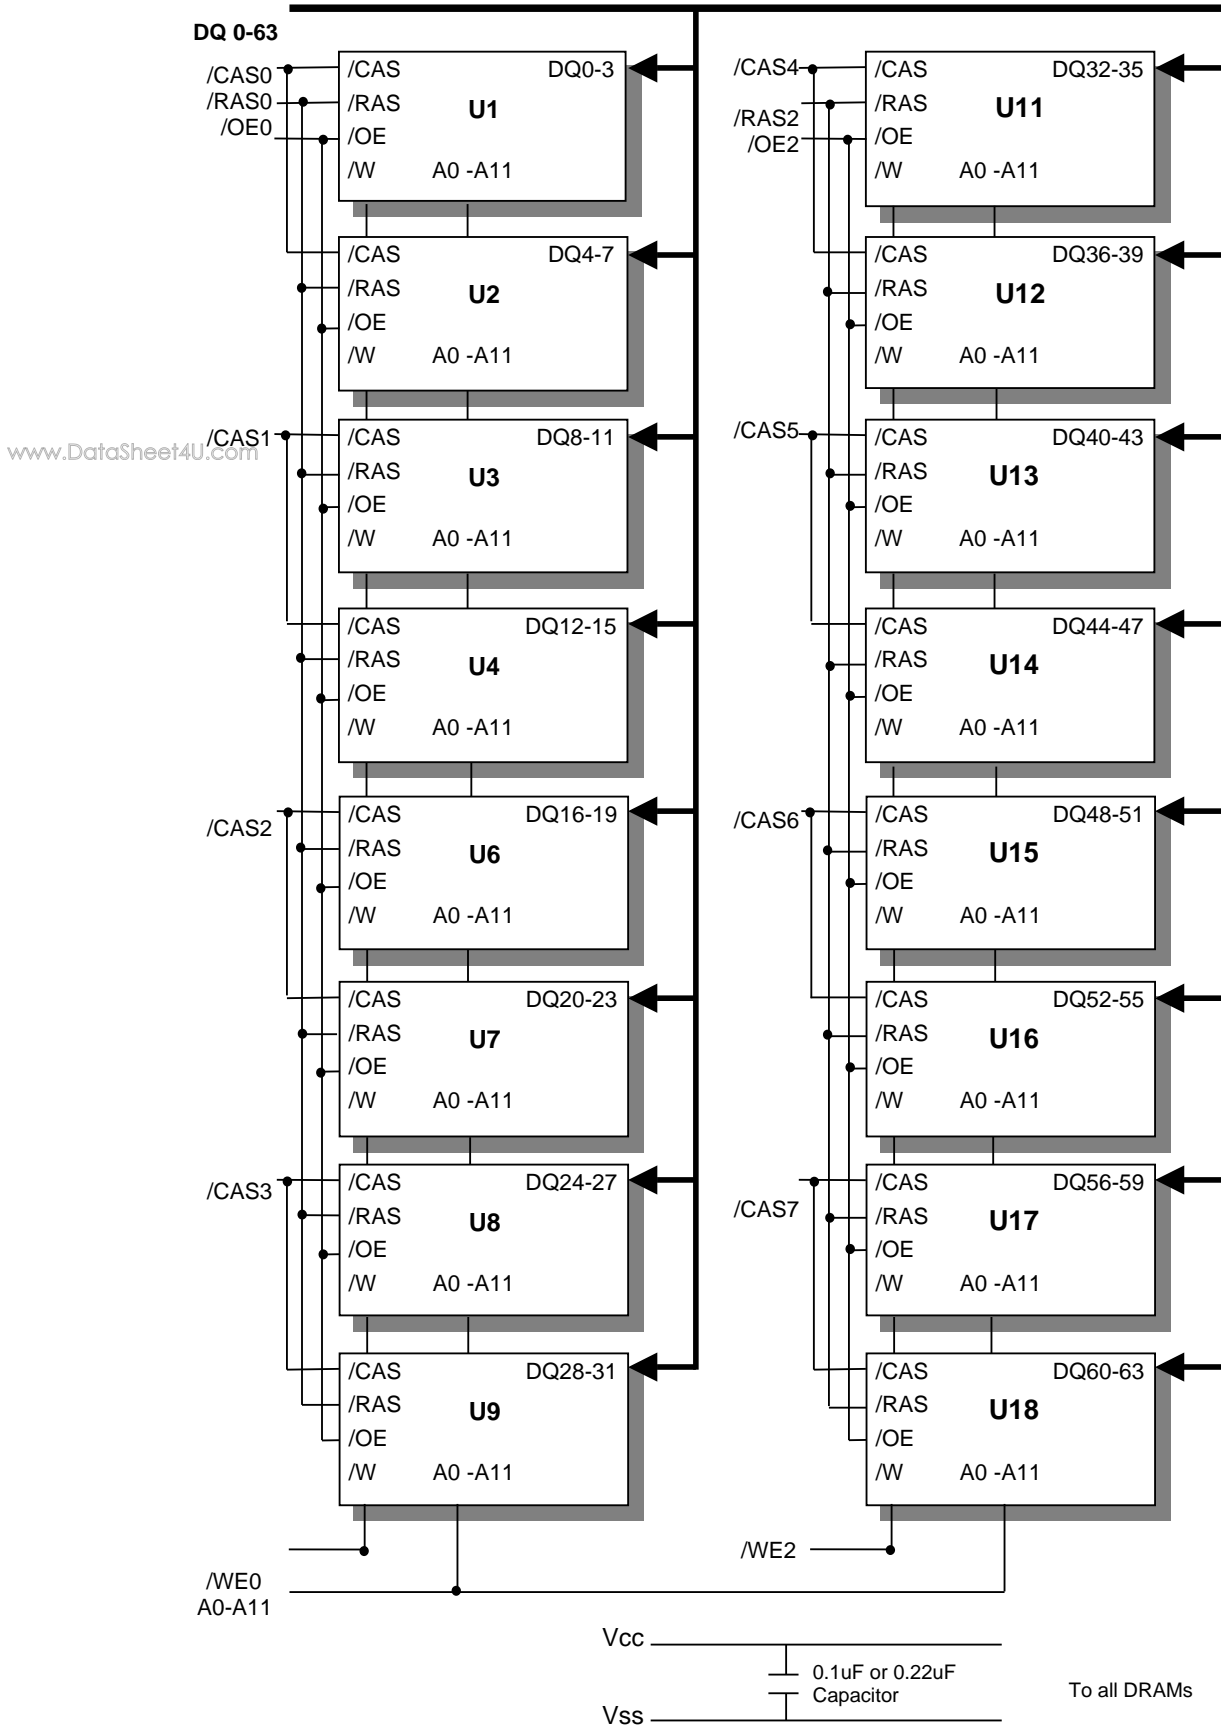 DQ 0-63
/CAS0
/RAS0
/OE0
/CAS DQ0-3
/RAS U1
/OE
/W A0 -A11
/CAS DQ4-7
/RAS U2
/OE
/W A0 -A11
/CAS1
www.DataSheet4U.com
/CAS DQ8-11
/RAS U3
/OE
/W A0 -A11
/CAS DQ12-15
/RAS U4
/OE
/W A0 -A11
/CAS2
/CAS DQ16-19
/RAS U6
/OE
/W A0 -A11
/CAS DQ20-23
/RAS U7
/OE
/W A0 -A11
/CAS3
/CAS DQ24-27
/RAS U8
/OE
/W A0 -A11
/CAS DQ28-31
/RAS U9
/OE
/W A0 -A11
/WE0
A0-A11
/CAS4
/RAS2
/OE2
/CAS DQ32-35
/RAS U11
/OE
/W A0 -A11
/CAS DQ36-39
/RAS U12
/OE
/W A0 -A11
/CAS5
/CAS DQ40-43
/RAS U13
/OE
/W A0 -A11
/CAS DQ44-47
/RAS U14
/OE
/W A0 -A11
/CAS6
/CAS DQ48-51
/RAS U15
/OE
/W A0 -A11
/CAS DQ52-55
/RAS U16
/OE
/W A0 -A11
/CAS7
/CAS DQ56-59
/RAS U17
/OE
/W A0 -A11
/CAS DQ60-63
/RAS U18
/OE
/W A0 -A11
/WE2
Vcc
0.1uF or 0.22uF
Capacitor
To all DRAMs
Vss